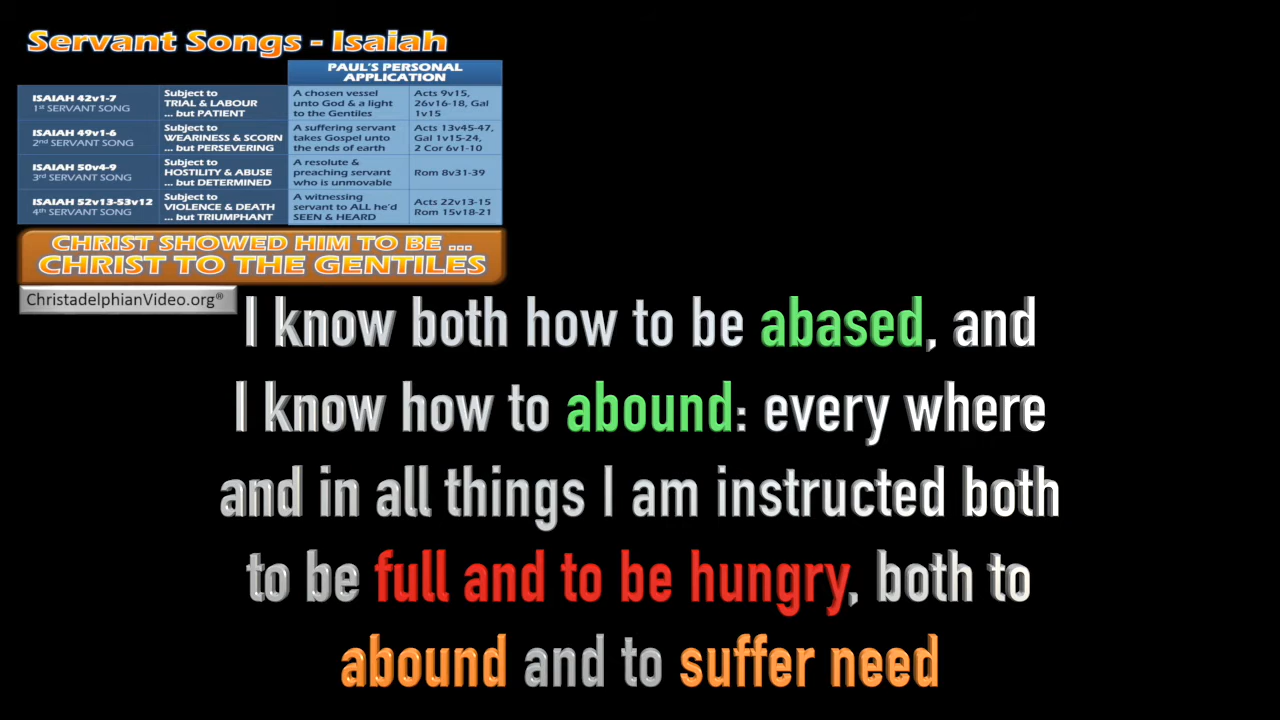 Servant Songs - Isaiah
PAUL'S PERSONAL
APPLICATION
ISAIAH 42v1-7
1st SERVANT SONG
Subject to
TRIAL & LABOUR
... but PATIENT
A chosen vessel
unto God & a light
to the Gentiles
Acts 9v15,
26v16-18, Gal
1v15
ISAIAH 49v1-6
2nd SERVANT SONG
Subject to
WEARINESS & SCORN
... but PERSEVERING
A suffering servant
takes Gospel unto
the ends of earth
Acts 13v45-47,
Gal 1v15-24,
2 Cor 6v1-10
ISAIAH 50v4-9
3rd SERVANT SONG
Subject to
HOSTILITY & ABUSE
... but DETERMINED
A resolute &
preaching servant
who is unmovable
Rom 8v31-39
ISAIAH 52v13-53v12
4th SERVANT SONG
Subject to
VIOLENCE & DEATH
... but TRIUMPHANT
A witnessing
servant to ALL he'd
SEEN & HEARD
Acts 22v13-15
Rom 15v18-21
CHRIST SHOWED HIM TO BE ...
CHRIST TO THE GENTILES
ChristadelphianVideo.org®
I know both how to be abased, and
I know how to abound: every where
and in all things I am instructed both
to be full and to be hungry, both to
abound and to suffer need